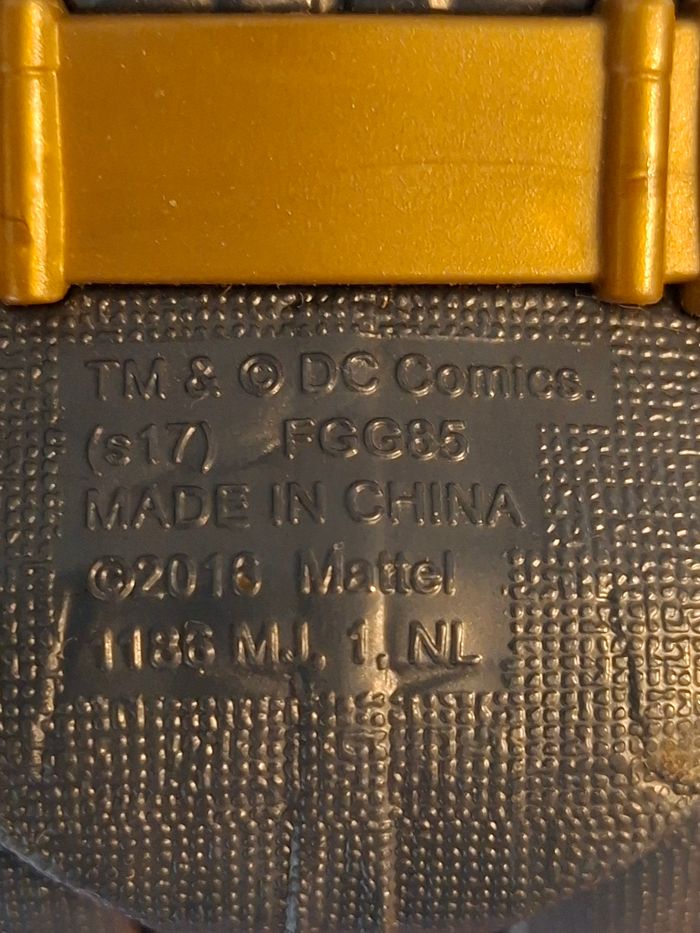 TM & © DC Comics.
(s17) FGG85
MADE IN CHINA
©2016 Mattel
1186 MJ, 1, NL